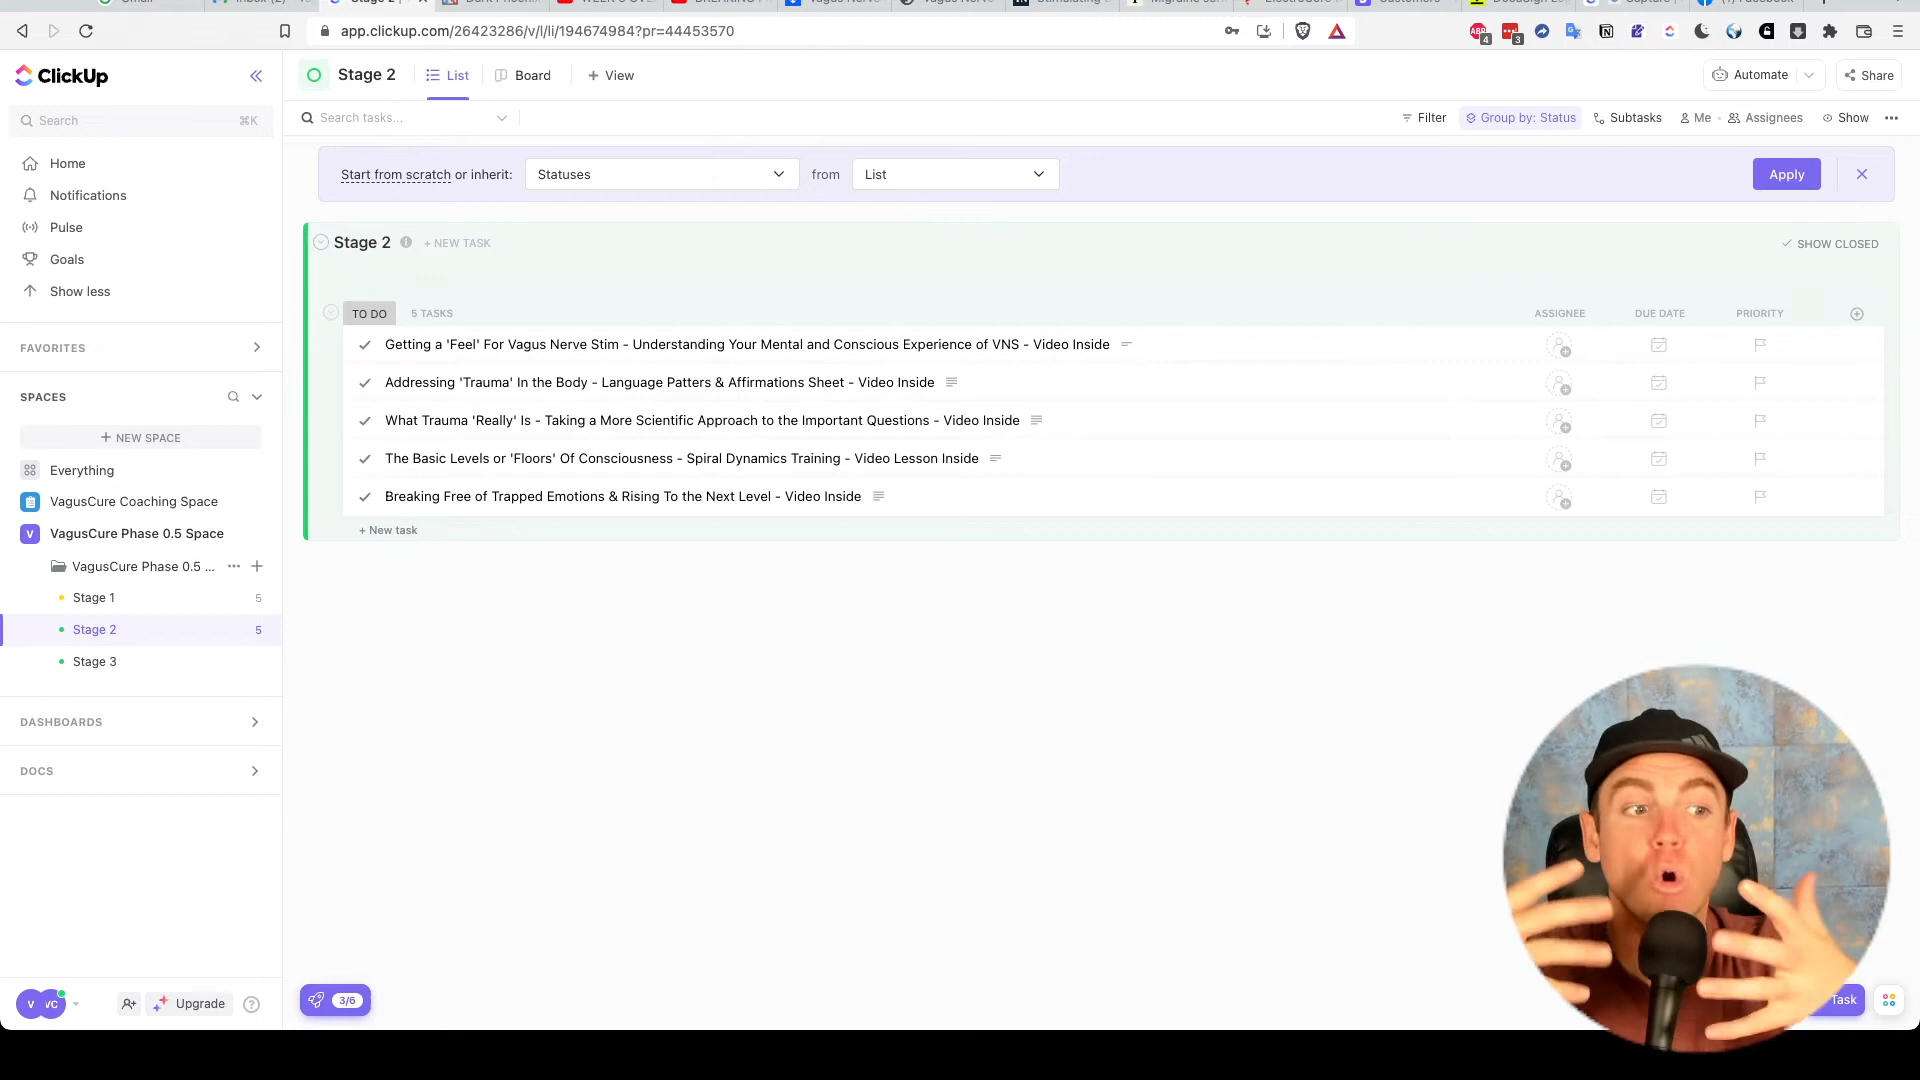 Stage 2
app.clickup.com/26423286/v/l/li/194674984?pr=44453570
4
3
ClickUp
Stage 2
List
Board
+ View
Automate
Share
Search
⌘K
Search tasks...
Filter
Group by: Status
Subtasks
Me
Assignees
Show
Home
Notifications
Pulse
Goals
Show less
Start from scratch or inherit:
Statuses
from
List
Apply
Stage 2
+ NEW TASK
SHOW CLOSED
TO DO
5 TASKS
ASSIGNEE
DUE DATE
PRIORITY
Getting a 'Feel' For Vagus Nerve Stim - Understanding Your Mental and Conscious Experience of VNS - Video Inside
Addressing 'Trauma' In the Body - Language Patters & Affirmations Sheet - Video Inside
What Trauma 'Really' Is - Taking a More Scientific Approach to the Important Questions - Video Inside
The Basic Levels or 'Floors' Of Consciousness - Spiral Dynamics Training - Video Lesson Inside
Breaking Free of Trapped Emotions & Rising To the Next Level - Video Inside
+ New task
FAVORITES
SPACES
+ NEW SPACE
Everything
VagusCure Coaching Space
V
VagusCure Phase 0.5 Space
VagusCure Phase 0.5 ...
Stage 1
5
Stage 2
5
Stage 3
DASHBOARDS
DOCS
V
VC
Upgrade
3/6
Task